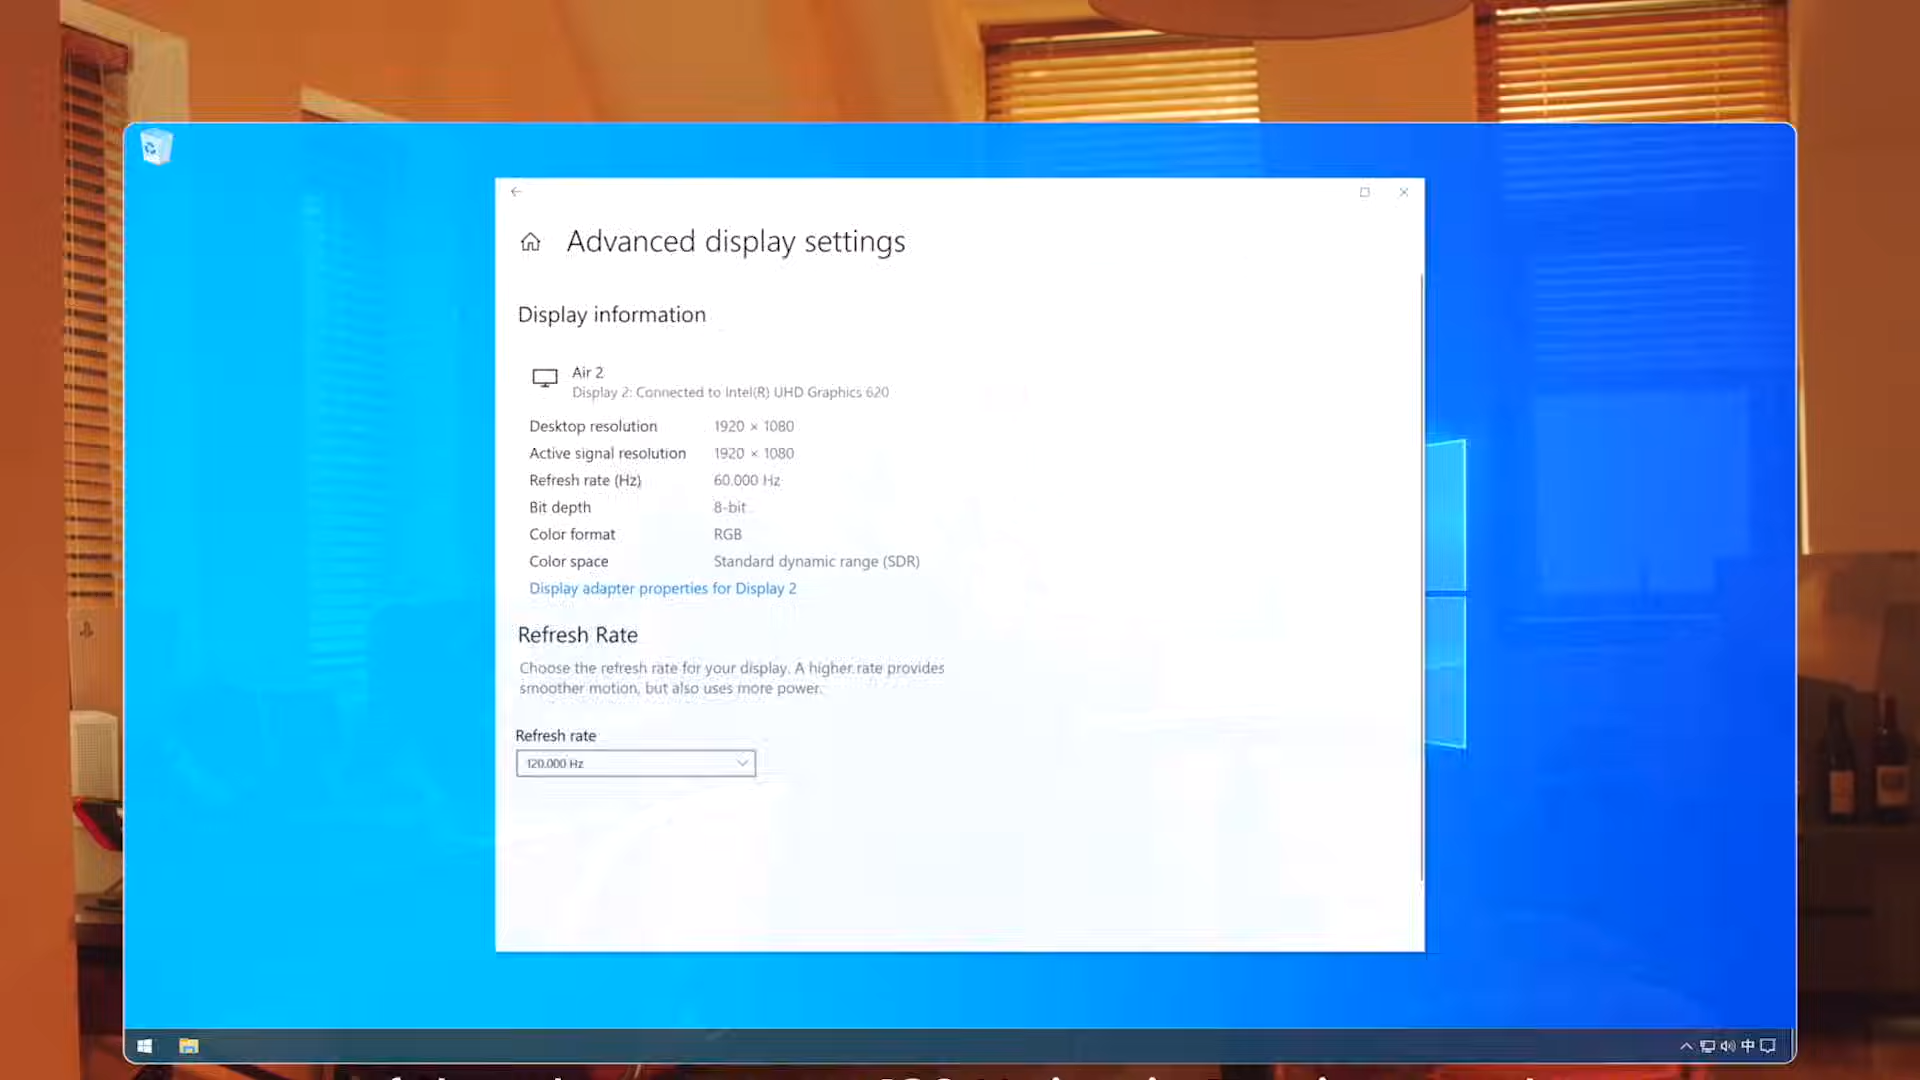 Advanced display settings
Display information
Air 2
Display 2: Connected to Intel(R) UHD Graphics 620
Desktop resolution 1920 × 1080
Active signal resolution 1920 × 1080
Refresh rate (Hz) 60.000 Hz
Bit depth 8-bit
Color format RGB
Color space Standard dynamic range (SDR)
Display adapter properties for Display 2
Refresh Rate
Choose the refresh rate for your display. A higher rate provides
smoother motion, but also uses more power.
Refresh rate
120.000 Hz
中